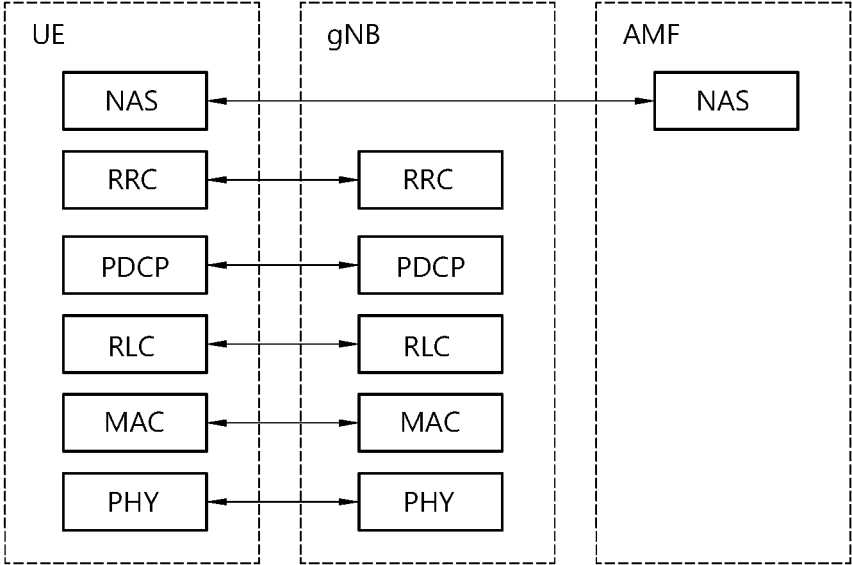 UE
gNB
AMF
NAS
NAS
RRC
RRC
PDCP
PDCP
RLC
RLC
MAC
MAC
PHY
PHY